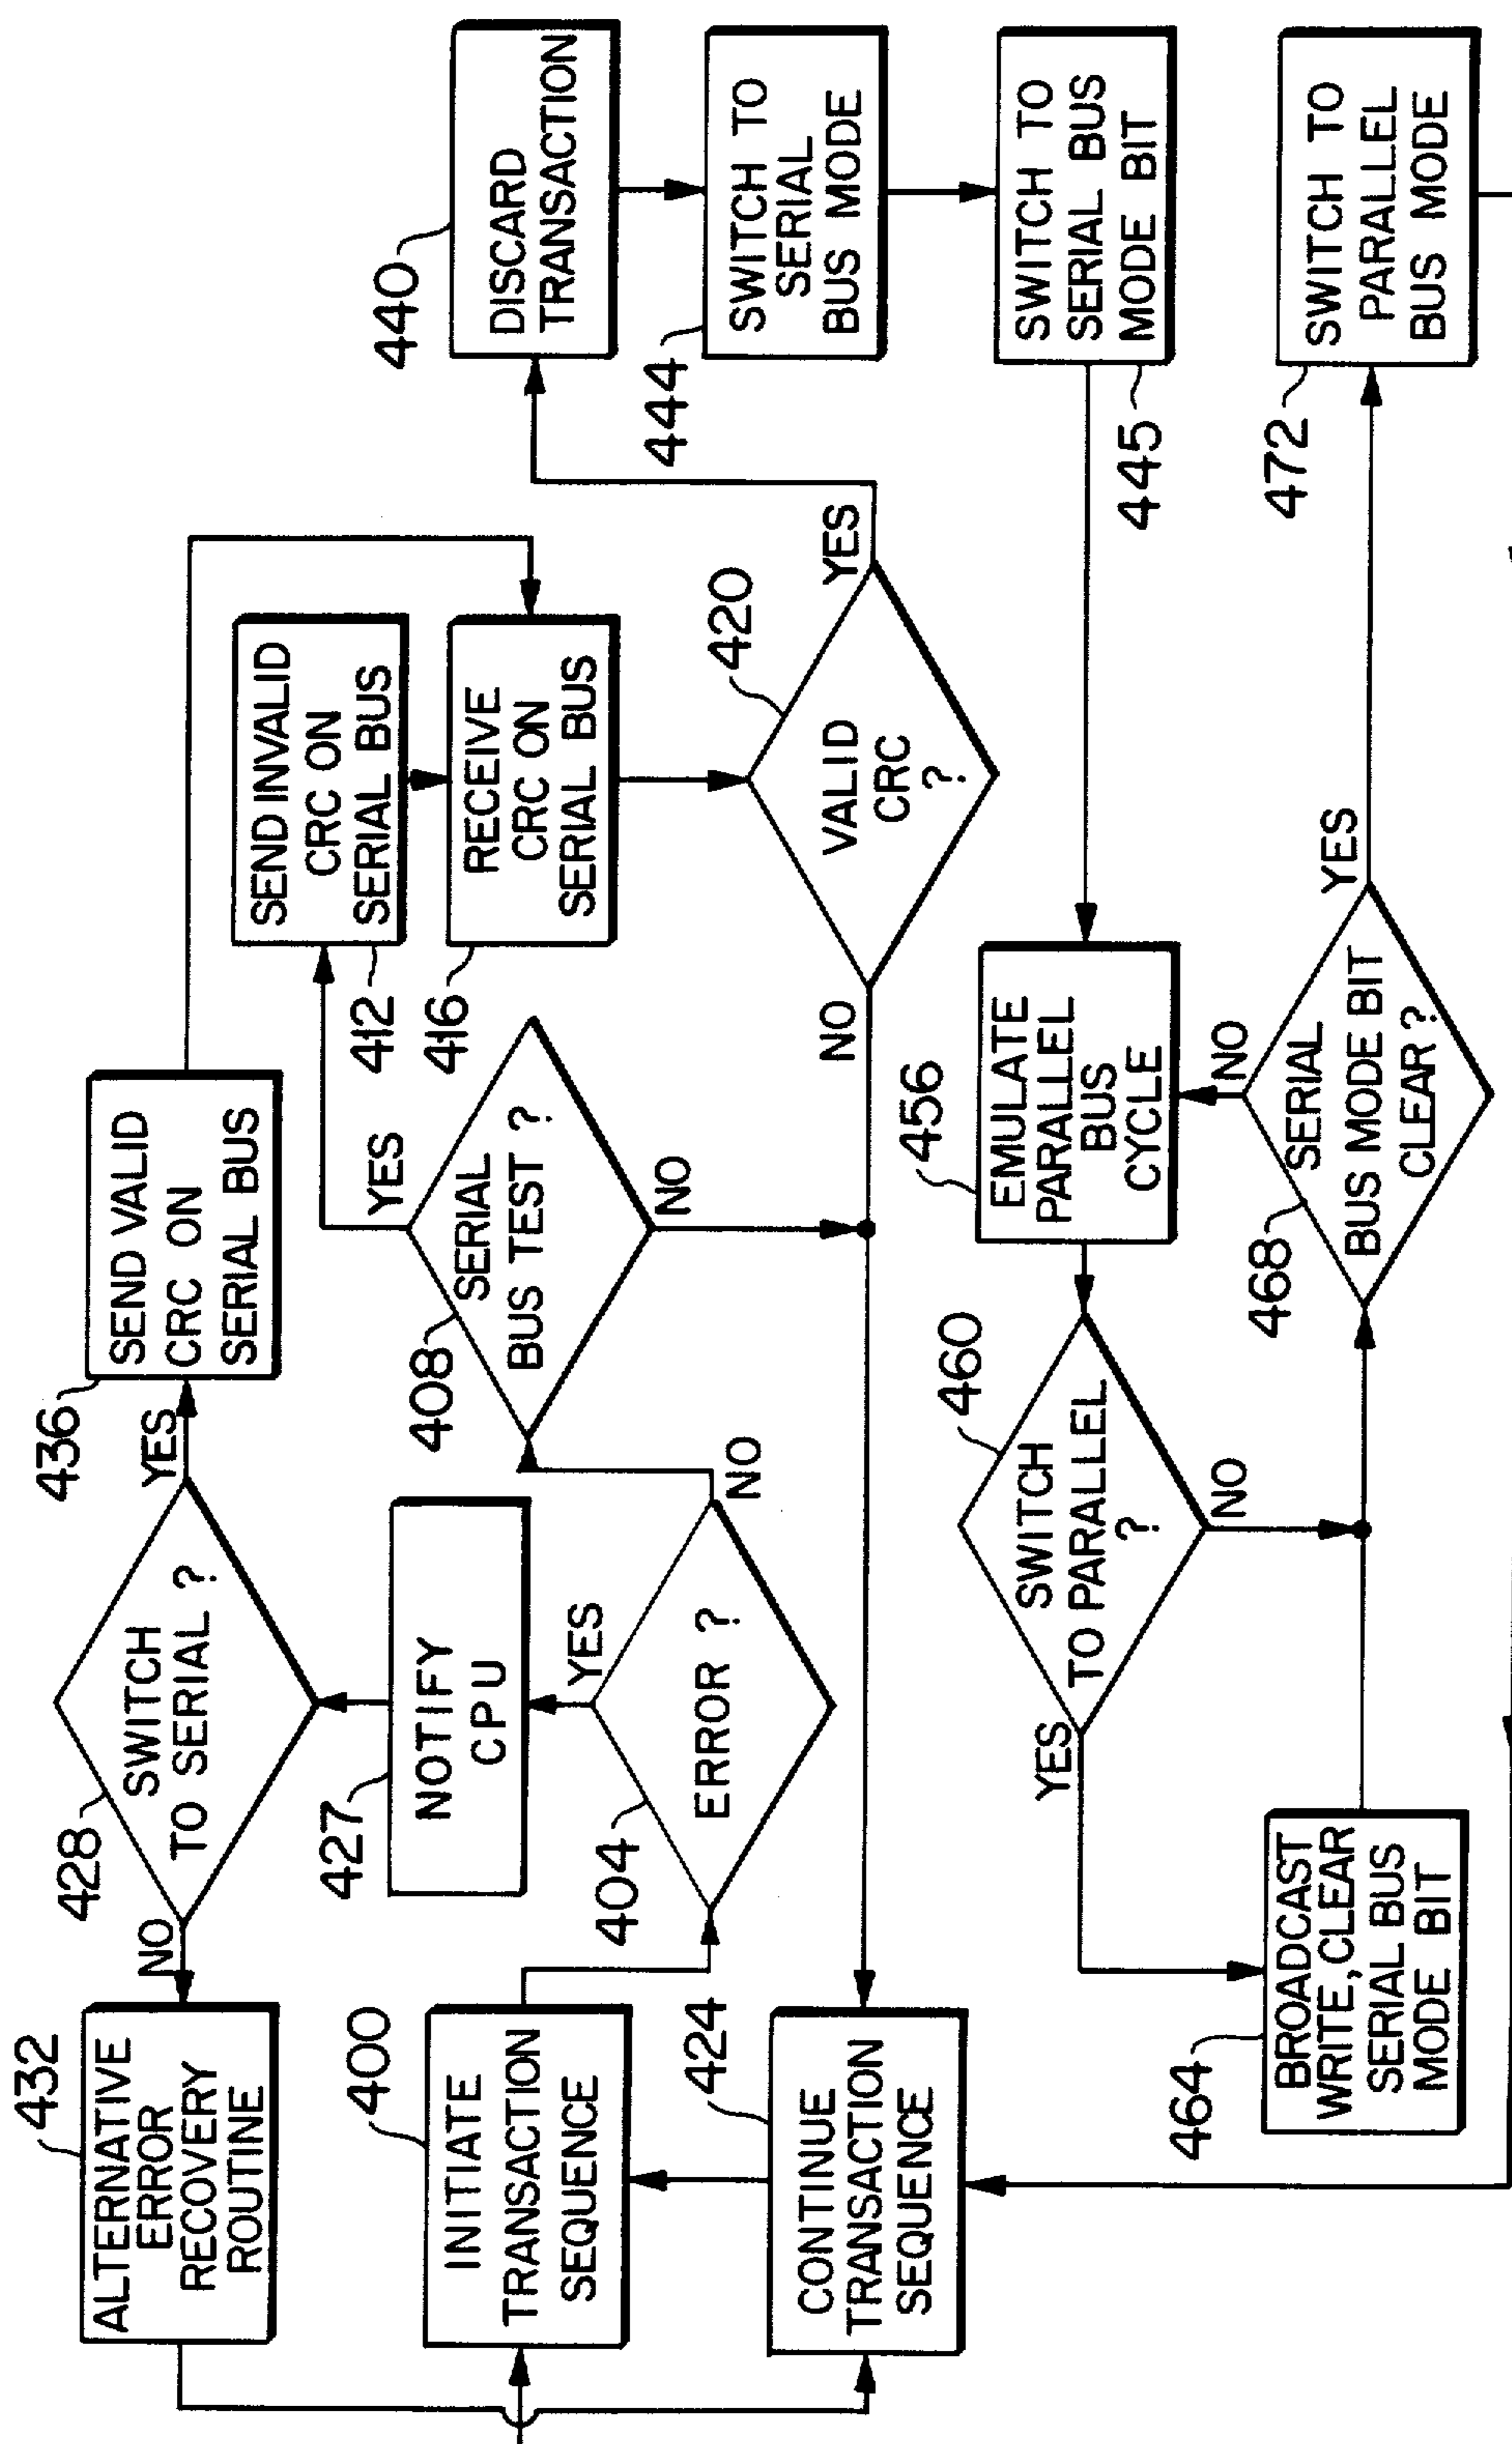 432
ALTERNATIVE
ERROR
RECOVERY
ROUTINE
NO
428
SWITCH
TO SERIAL ?
YES
436
SEND VALID
CRC ON
SERIAL BUS
400
INITIATE
TRANSACTION
SEQUENCE
427
NOTIFY
CPU
YES
404
ERROR ?
NO
408
SERIAL
BUS TEST ?
YES
NO
412
SEND INVALID
CRC ON
SERIAL BUS
416
RECEIVE
CRC ON
SERIAL BUS
420
VALID
CRC
?
NO
YES
440
DISCARD
TRANSACTION
444
SWITCH TO
SERIAL
BUS MODE
445
SWITCH TO
SERIAL BUS
MODE BIT
424
CONTINUE
TRANSACTION
SEQUENCE
456
EMULATE
PARALLEL
BUS
CYCLE
460
SWITCH
TO PARALLEL
?
YES
NO
464
BROADCAST
WRITE, CLEAR
SERIAL BUS
MODE BIT
468
SERIAL
BUS MODE BIT
CLEAR ?
NO
YES
472
SWITCH TO
PARALLEL
BUS MODE